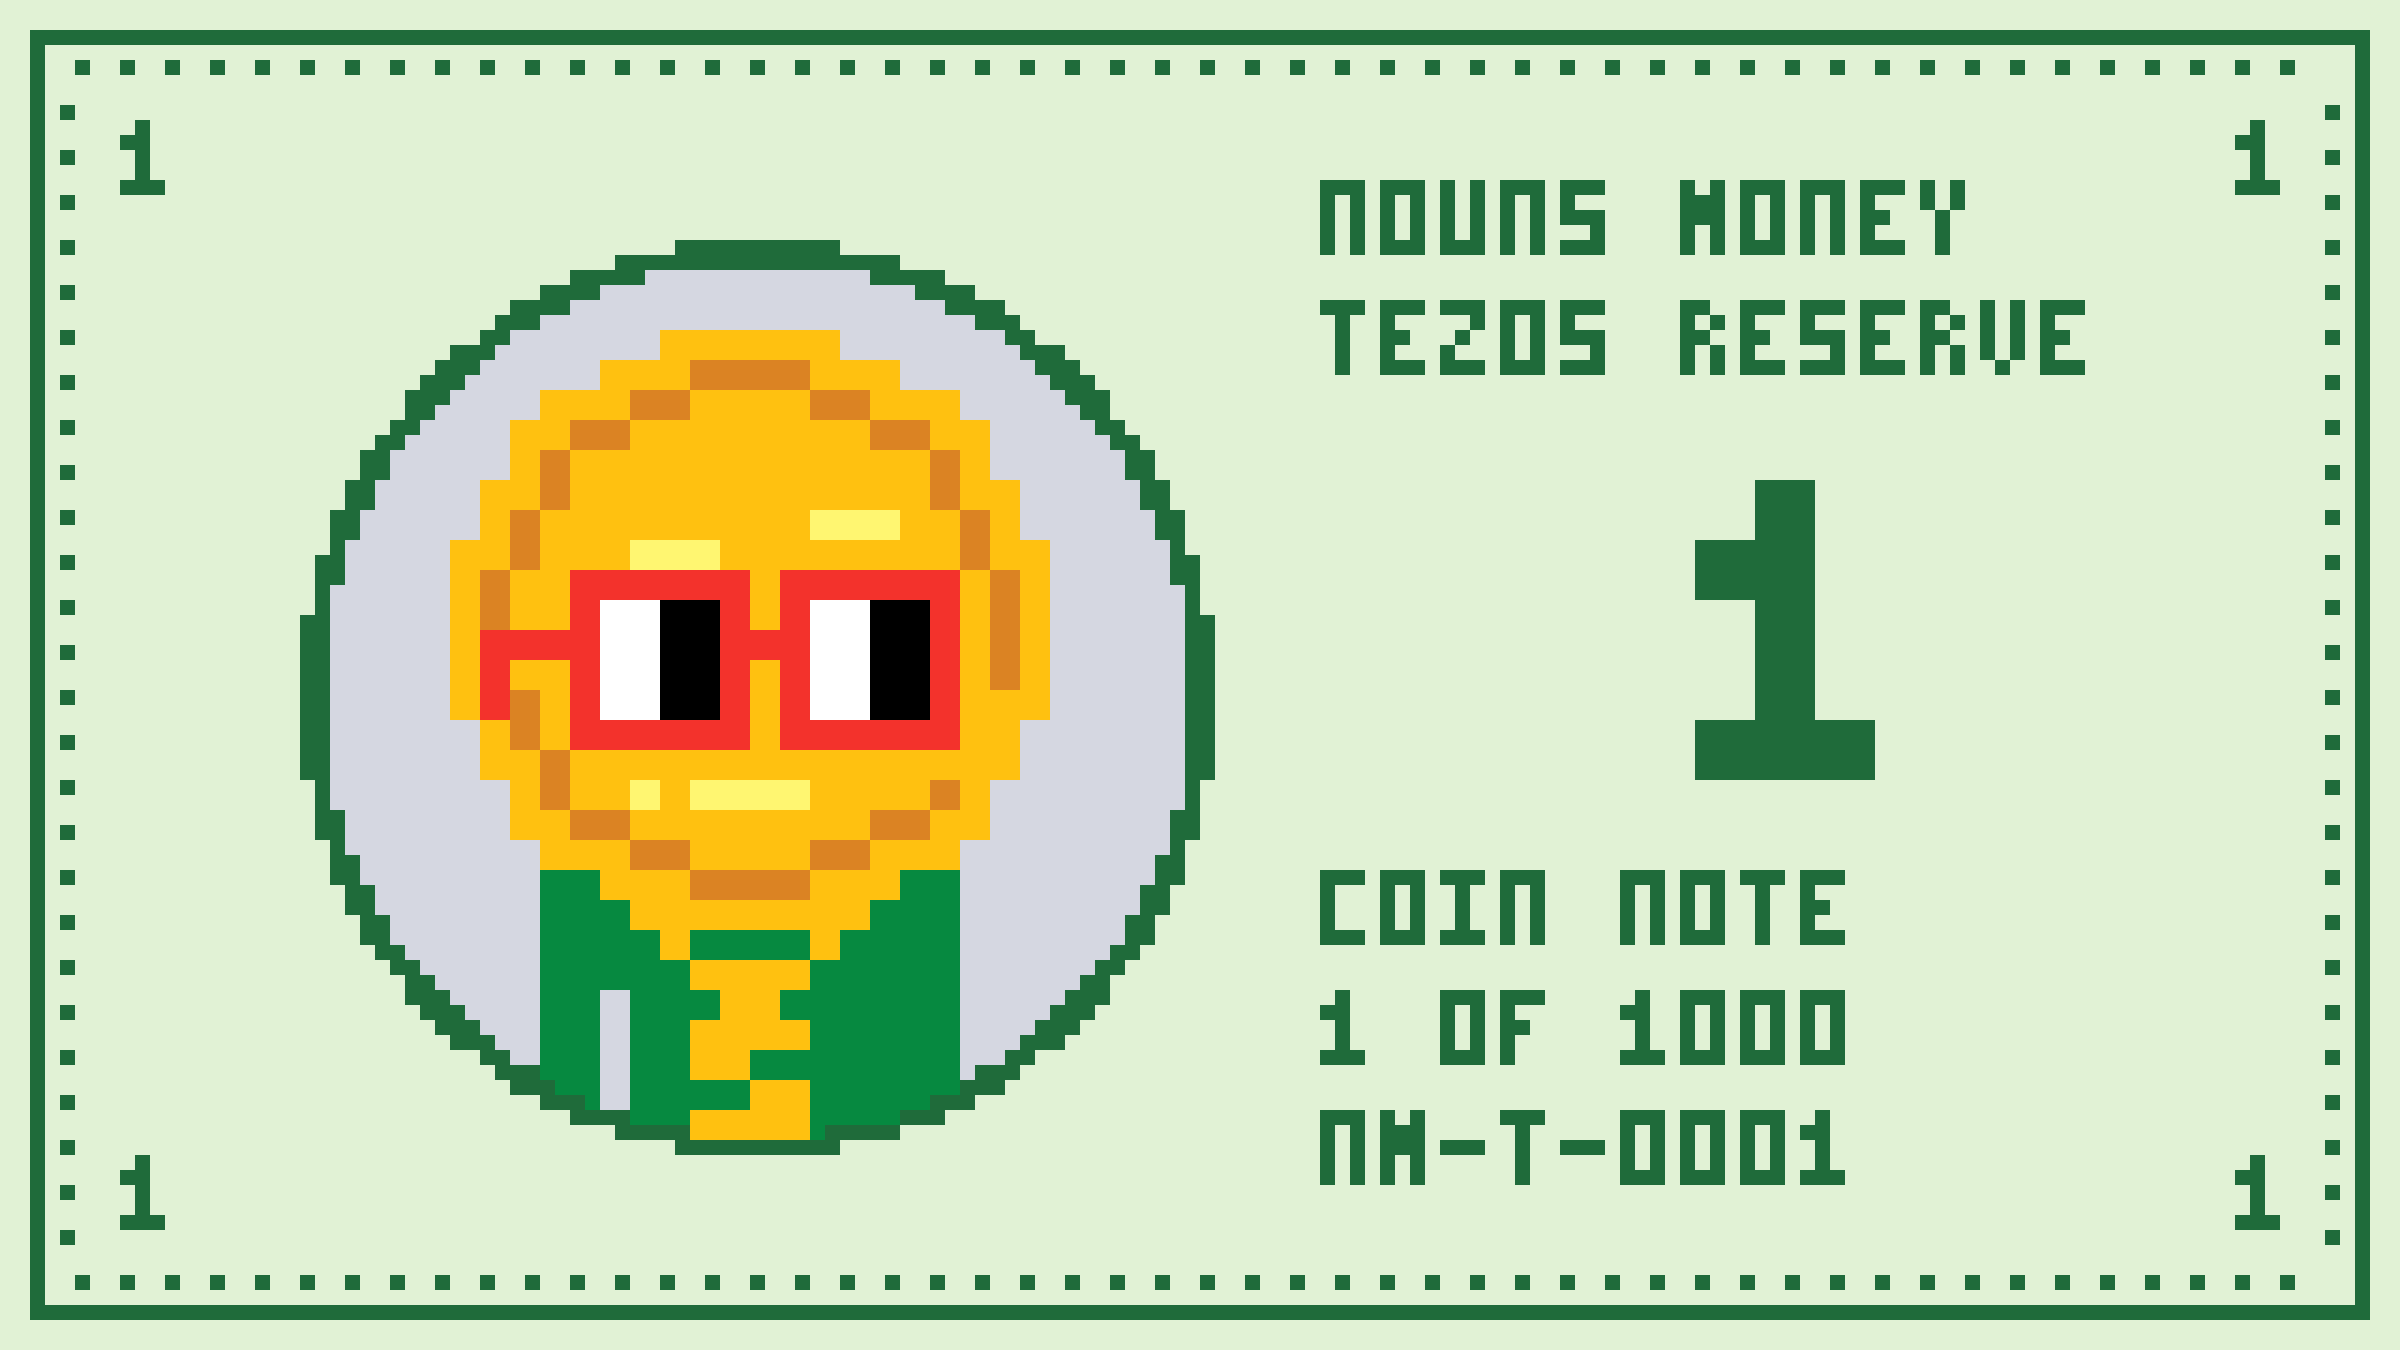 1
1
NOUNS MONEY
TEZOS RESERVE
1
COIN NOTE
1 OF 1000
NM-T-0001
1
1